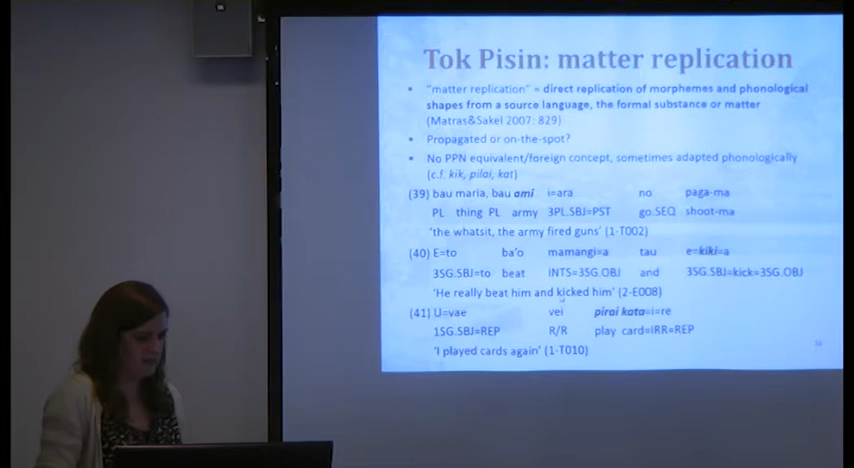 Tok Pisin: matter replication
▪ "matter replication" = direct replication of morphemes and phonological
shapes from a source language, the formal substance or matter
(Matras&Sakel 2007: 829)
▪ Propagated or on-the-spot?
▪ No PPN equivalent/foreign concept, sometimes adapted phonologically
(c.f. kik, pilai, kat)
(39) bau maria, bau ami i=ara no paga-ma
PL thing PL army 3PL.SBJ=PST go.SEQ shoot-ma
'the whatsit, the army fired guns' (1-T002)
(40) E=to ba'o mamangi=a tau e=kiki=a
3SG.SBJ=to beat INTS=3SG.OBJ and 3SG.SBJ=kick=3SG.OBJ
'He really beat him and kicked him' (2-E008)
(41) U=vae vei pirai kata=i=re
1SG.SBJ=REP R/R play card=IRR=REP
'I played cards again' (1-T010)